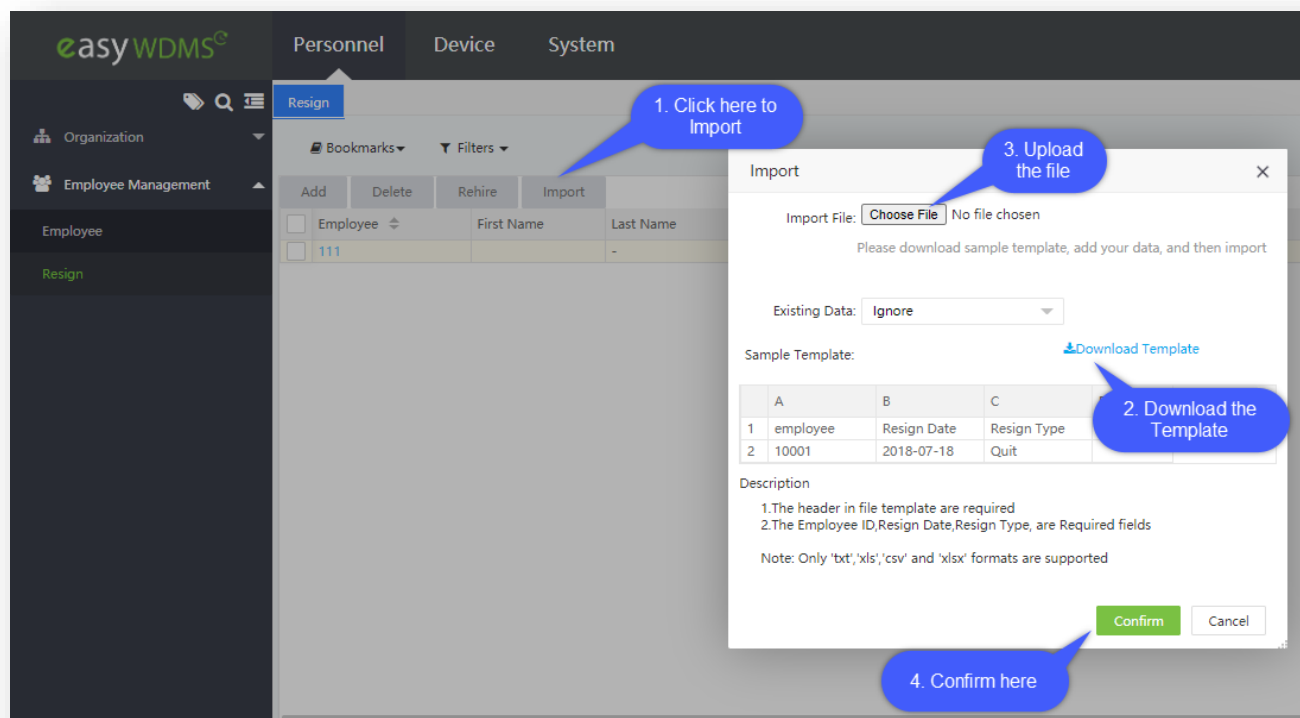 easyWDMS
Personnel Device System
Resign
1. Click here to
Import
Organization
Bookmarks Filters
3. Upload
the file
Import
Employee Management
Add Delete Rehire Import
Import File: Choose File No file chosen
Employee First Name Last Name
Employee
Please download sample template, add your data, and then import
111 -
Resign
Existing Data: Ignore
Sample Template: Download Template
2. Download the
Template
A B C
1 employee Resign Date Resign Type
2 10001 2018-07-18 Quit
Description
1.The header in file template are required
2.The Employee ID,Resign Date,Resign Type, are Required fields
Note: Only 'txt','xls','csv' and 'xlsx' formats are supported
Confirm Cancel
4. Confirm here